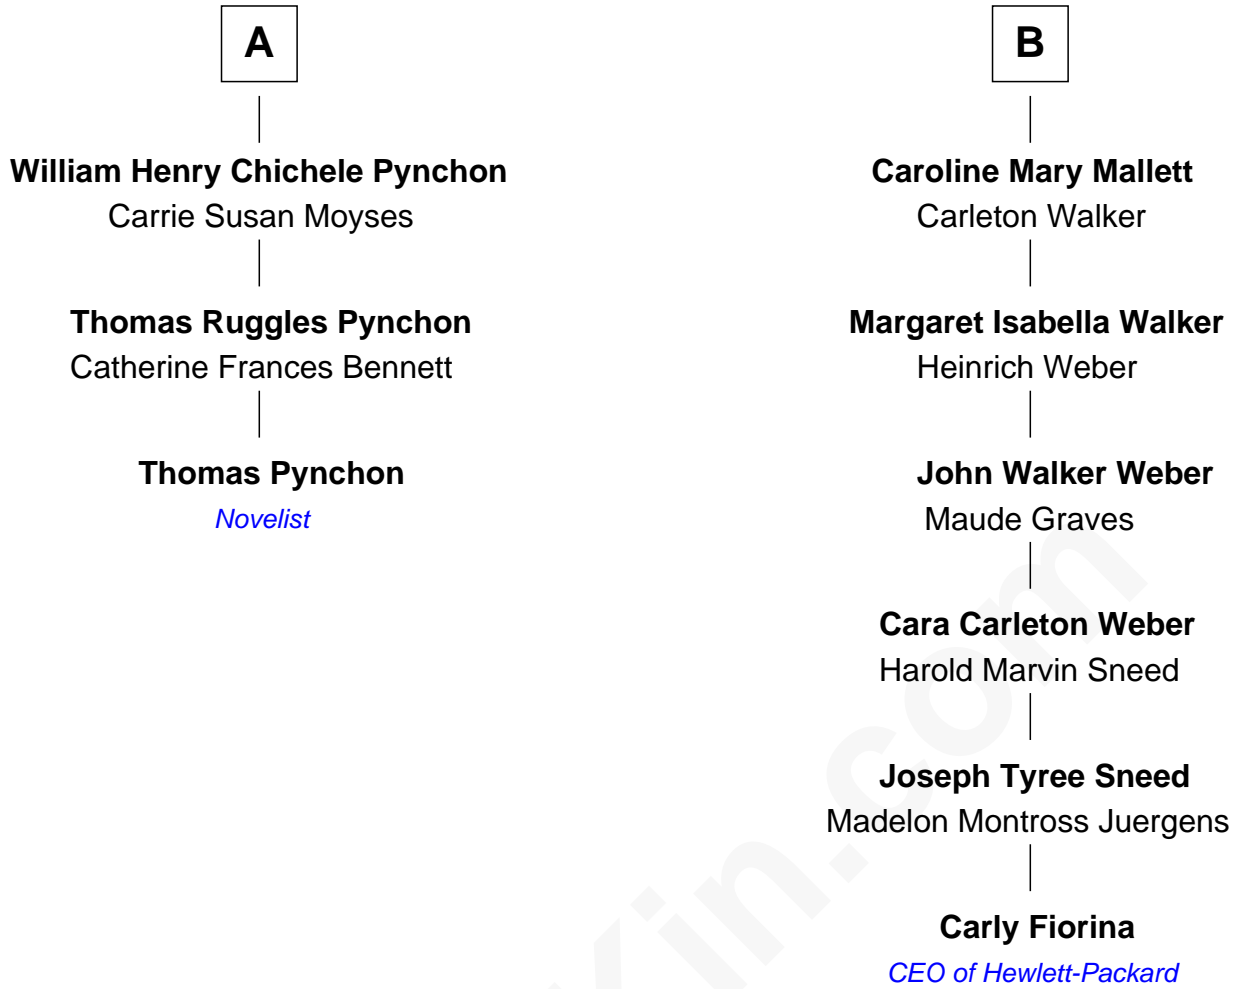 A
William Henry Chichele Pynchon
Carrie Susan Moyses
Thomas Ruggles Pynchon
Catherine Frances Bennett
Thomas Pynchon
Novelist
B
Caroline Mary Mallett
Carleton Walker
Margaret Isabella Walker
Heinrich Weber
John Walker Weber
Maude Graves
Cara Carleton Weber
Harold Marvin Sneed
Joseph Tyree Sneed
Madelon Montross Juergens
Carly Fiorina
CEO of Hewlett-Packard
Kin.com